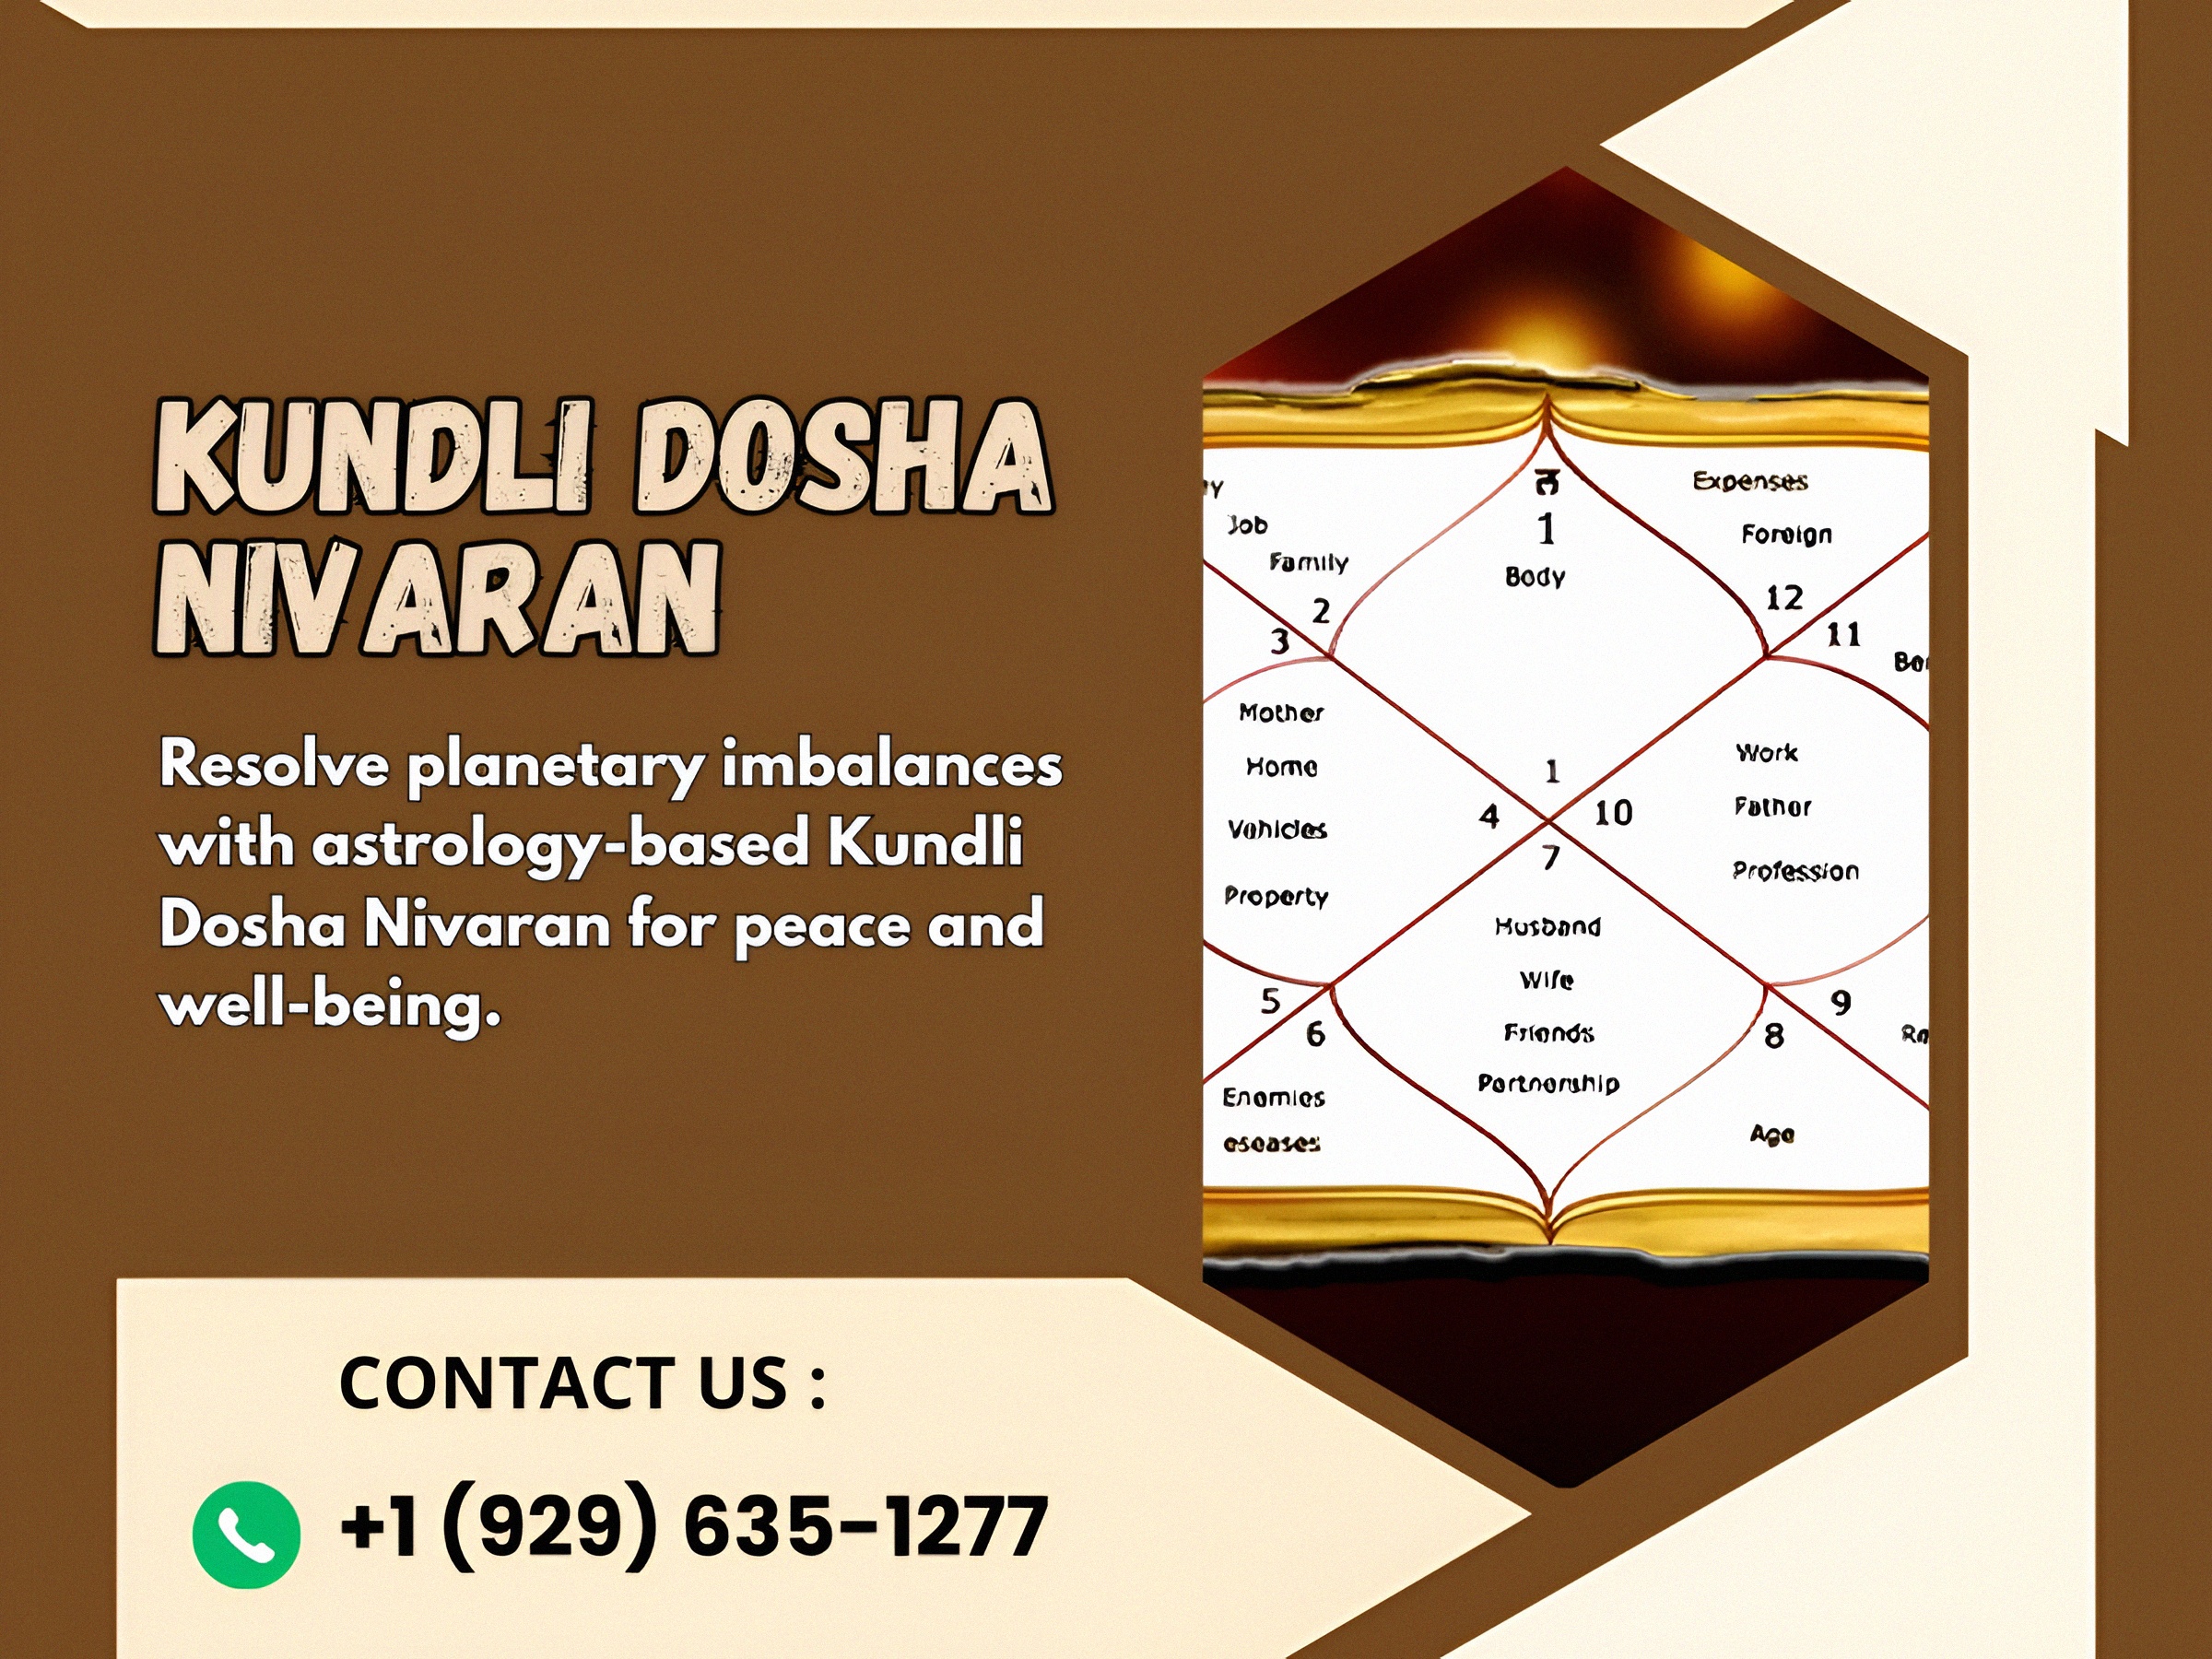 KUNDLI DOSHA
NIVARAN
Resolve planetary imbalances
with astrology-based Kundli
Dosha Nivaran for peace and
well-being.
Expenses
Job
Foreign
Family
1
Body
2
12
3
11
Mother
Home
Vehicles
Property
1
4
10
7
Work
Father
Profession
Husband
Wife
Friends
Partnership
5
6
9
8
Enemies
eseases
Age
CONTACT US :
+1 (929) 635-1277